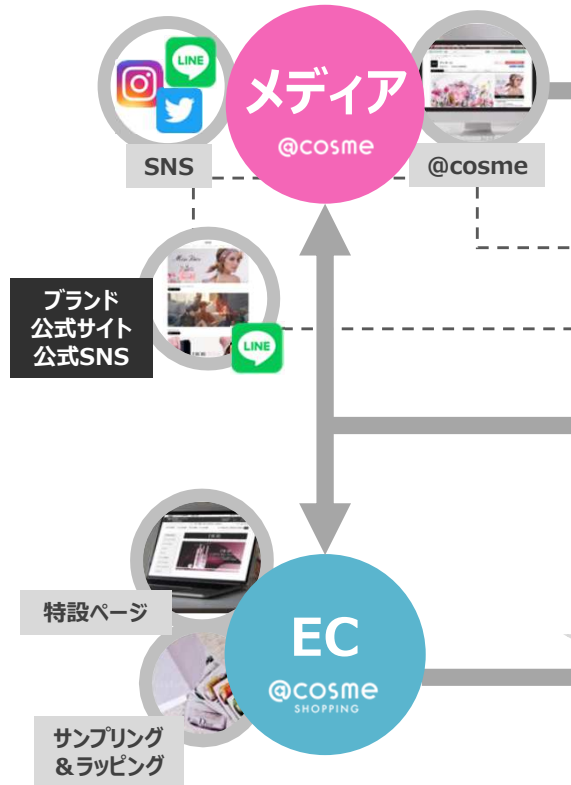 LINE
メディア
@cosme
SNS
@cosme
ブランド
公式サイト
公式SNS
LINE
特設ページ
EC
@cosme
SHOPPING
サンプリング
＆ラッピング